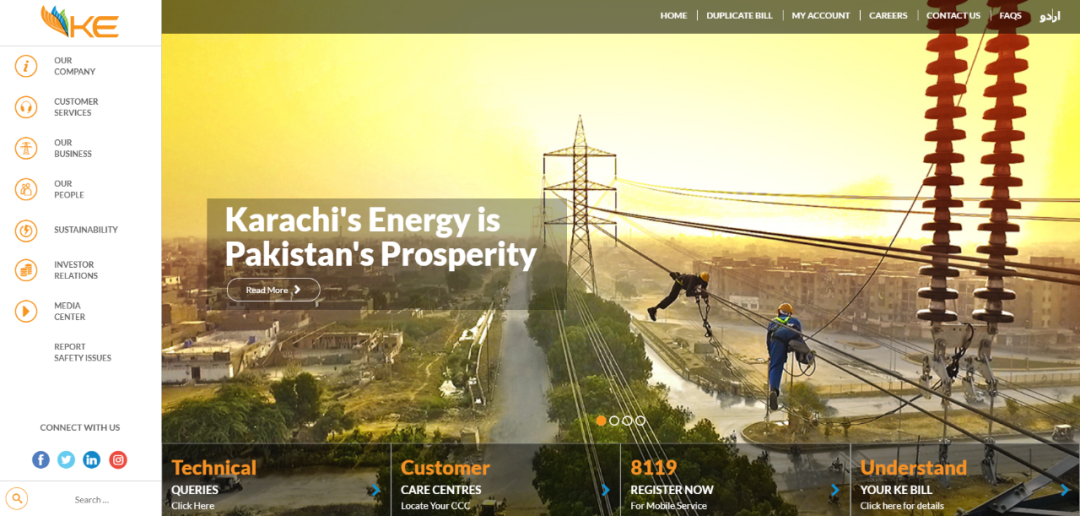 KE
HOME
DUPLICATE BILL
MY ACCOUNT
CAREERS
CONTACT US
FAQS
اردو
OUR
COMPANY
CUSTOMER
SERVICES
OUR
BUSINESS
OUR
PEOPLE
SUSTAINABILITY
INVESTOR
RELATIONS
MEDIA
CENTER
REPORT
SAFETY ISSUES
CONNECT WITH US
Search ...
Karachi's Energy is
Pakistan's Prosperity
Read More
Technical
QUERIES
Click Here
Customer
CARE CENTRES
Locate Your CCC
8119
REGISTER NOW
For Mobile Service
Understand
YOUR KE BILL
Click here for details